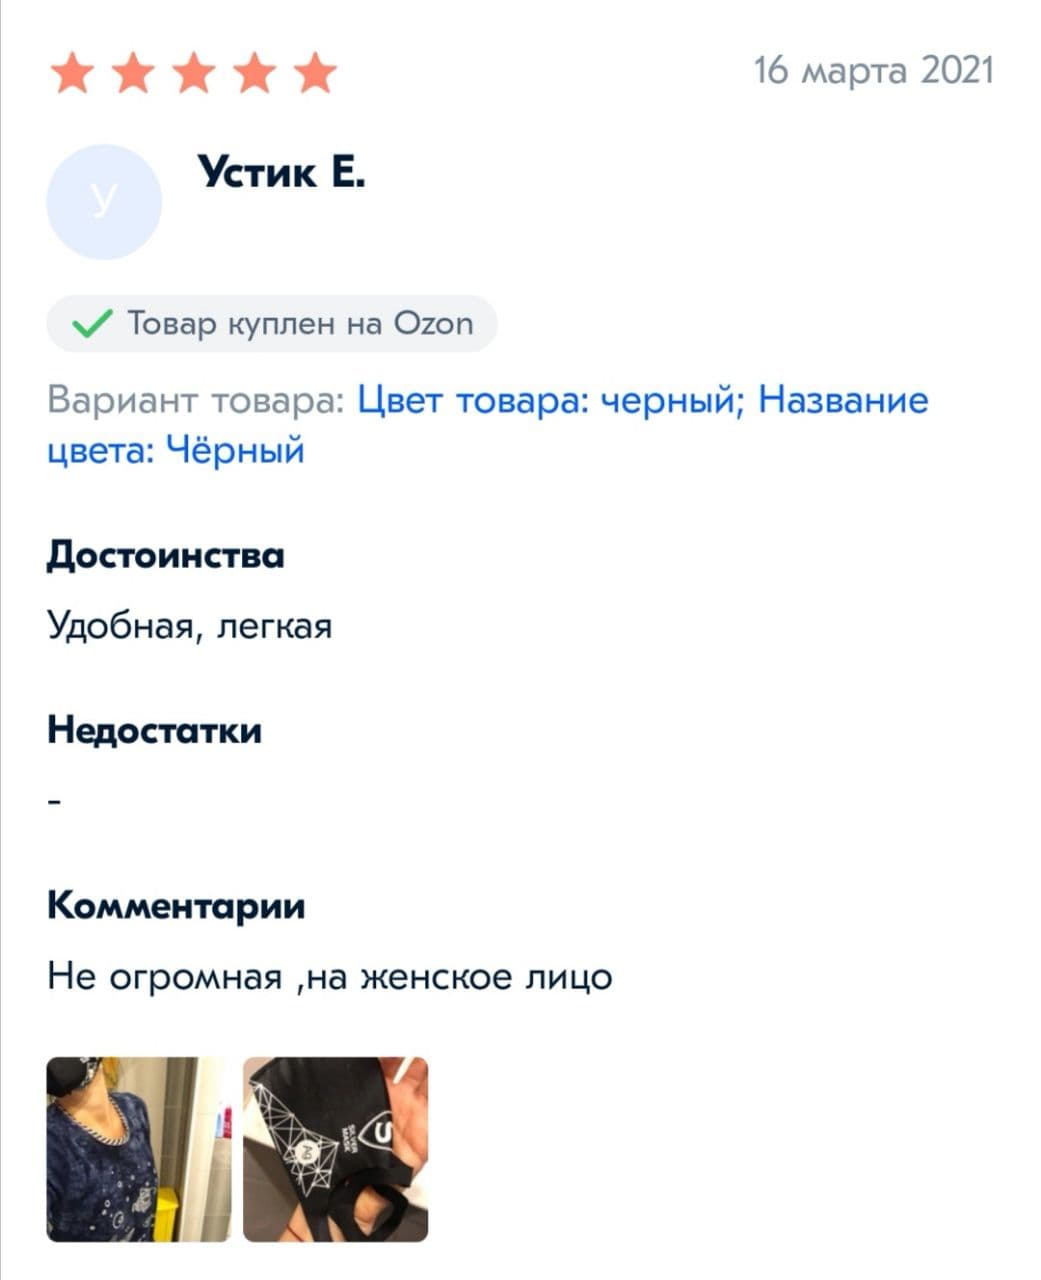 16 марта 2021
У
Устик Е.
Товар куплен на Ozon
Вариант товара: Цвет товара: черный; Название
цвета: Чёрный
Достоинства
Удобная, легкая
Недостатки
-
Комментарии
Не огромная ,на женское лицо
S
SILVER
MASK
Ag